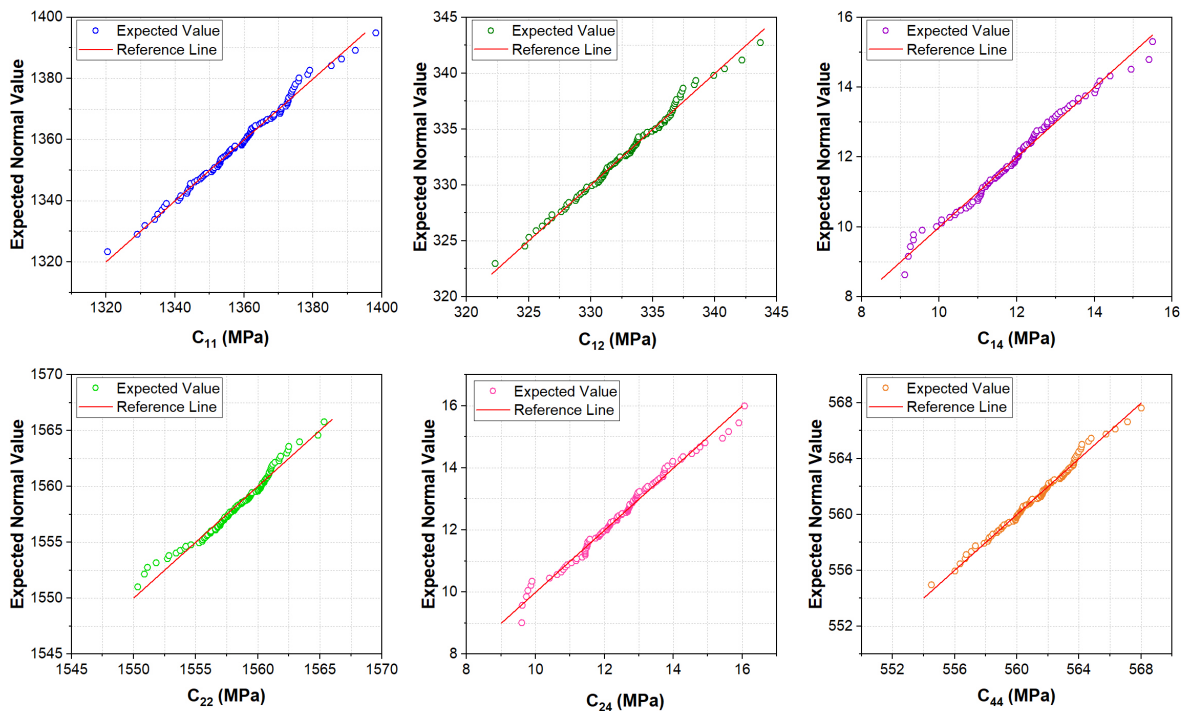 1400
1380
1360
1340
1320
1320 1340 1360 1380 1400
Expected Normal Value
C₁₁ (MPa)
Expected Value
Reference Line
345
340
335
330
325
320
320 325 330 335 340 345
Expected Normal Value
C₁₂ (MPa)
Expected Value
Reference Line
16
14
12
10
8
8 10 12 14 16
Expected Normal Value
C₁₄ (MPa)
Expected Value
Reference Line
1570
1565
1560
1555
1550
1545
1545 1550 1555 1560 1565 1570
Expected Normal Value
C₂₂ (MPa)
Expected Value
Reference Line
16
14
12
10
8
10 12 14 16
Expected Normal Value
C₂₄ (MPa)
Expected Value
Reference Line
568
564
560
556
552
552 556 560 564 568
Expected Normal Value
C₄₄ (MPa)
Expected Value
Reference Line